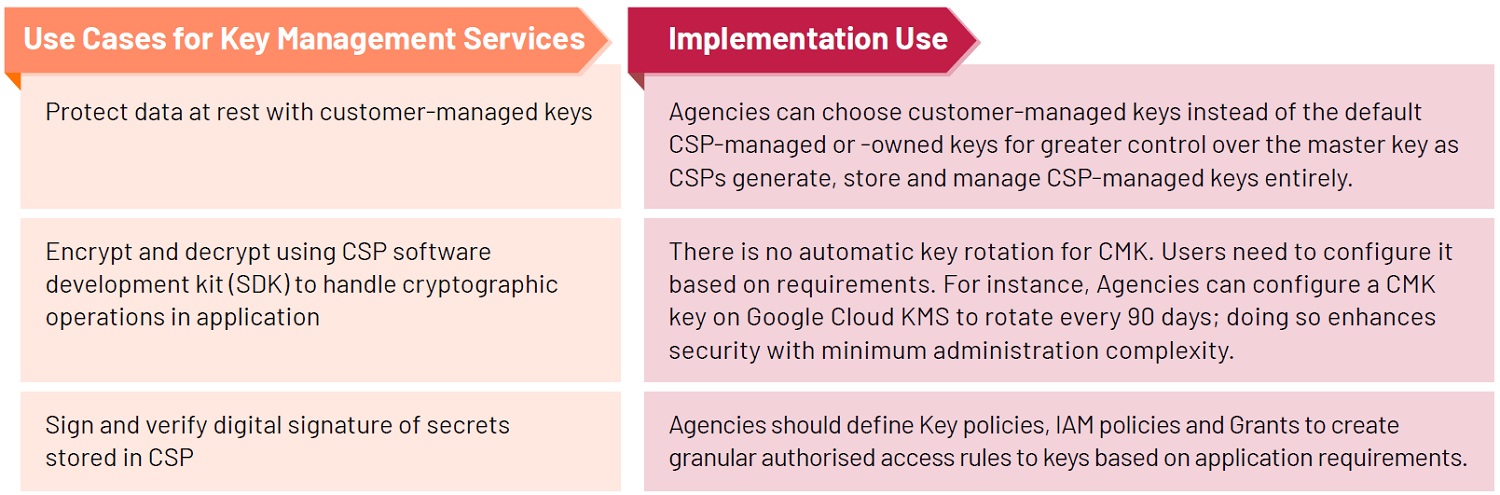 Use Cases for Key Management Services
Implementation Use
Protect data at rest with customer-managed keys
Agencies can choose customer-managed keys instead of the default
CSP-managed or -owned keys for greater control over the master key as
CSPs generate, store and manage CSP-managed keys entirely.
Encrypt and decrypt using CSP software
development kit (SDK) to handle cryptographic
operations in application
There is no automatic key rotation for CMK. Users need to configure it
based on requirements. For instance, Agencies can configure a CMK
key on Google Cloud KMS to rotate every 90 days; doing so enhances
security with minimum administration complexity.
Sign and verify digital signature of secrets
stored in CSP
Agencies should define Key policies, IAM policies and Grants to create
granular authorised access rules to keys based on application requirements.